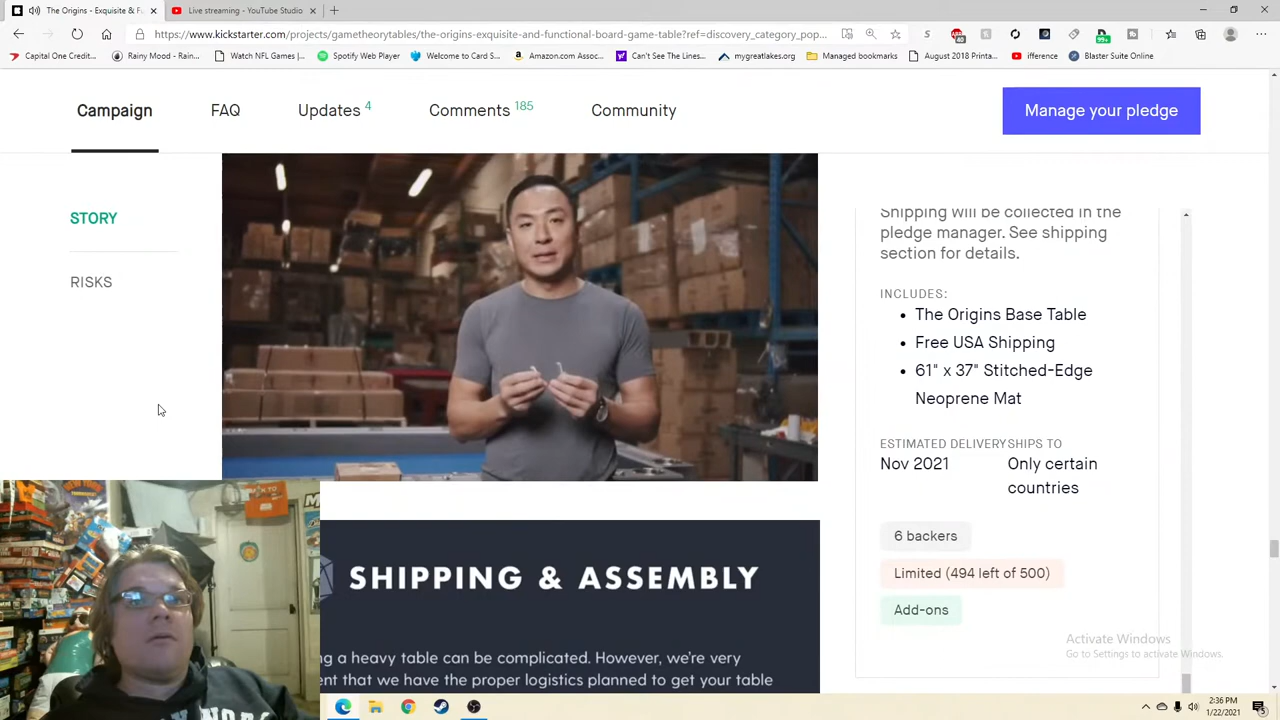 The Origins - Exquisite & F
Live streaming - YouTube Studio
https://www.kickstarter.com/projects/gametheorytables/the-origins-exquisite-and-functional-board-game-table?ref=discovery_category_pop...
Capital One Credit...
Rainy Mood - Rainy...
Watch NHL Games |...
Spotify Web Player
Welcome to Card S...
Amazon.com Assoc...
Can't See The Lines...
mygreatlakes.org
Managed bookmarks
August 2018 Printa...
ifference
Blaster Suite Online
Campaign
FAQ
Updates 4
Comments 185
Community
Manage your pledge
STORY
RISKS
Shipping will be collected in the
pledge manager. See shipping
section for details.
INCLUDES:
• The Origins Base Table
• Free USA Shipping
• 61" x 37" Stitched-Edge
Neoprene Mat
ESTIMATED DELIVERY SHIPS TO
Nov 2021 Only certain
countries
6 backers
Limited (494 left of 500)
Add-ons
SHIPPING & ASSEMBLY
ng a heavy table can be complicated. However, we're very
ent that we have the proper logistics planned to get your table
Activate Windows
Go to Settings to activate Windows.
2:36 PM
1/22/2021